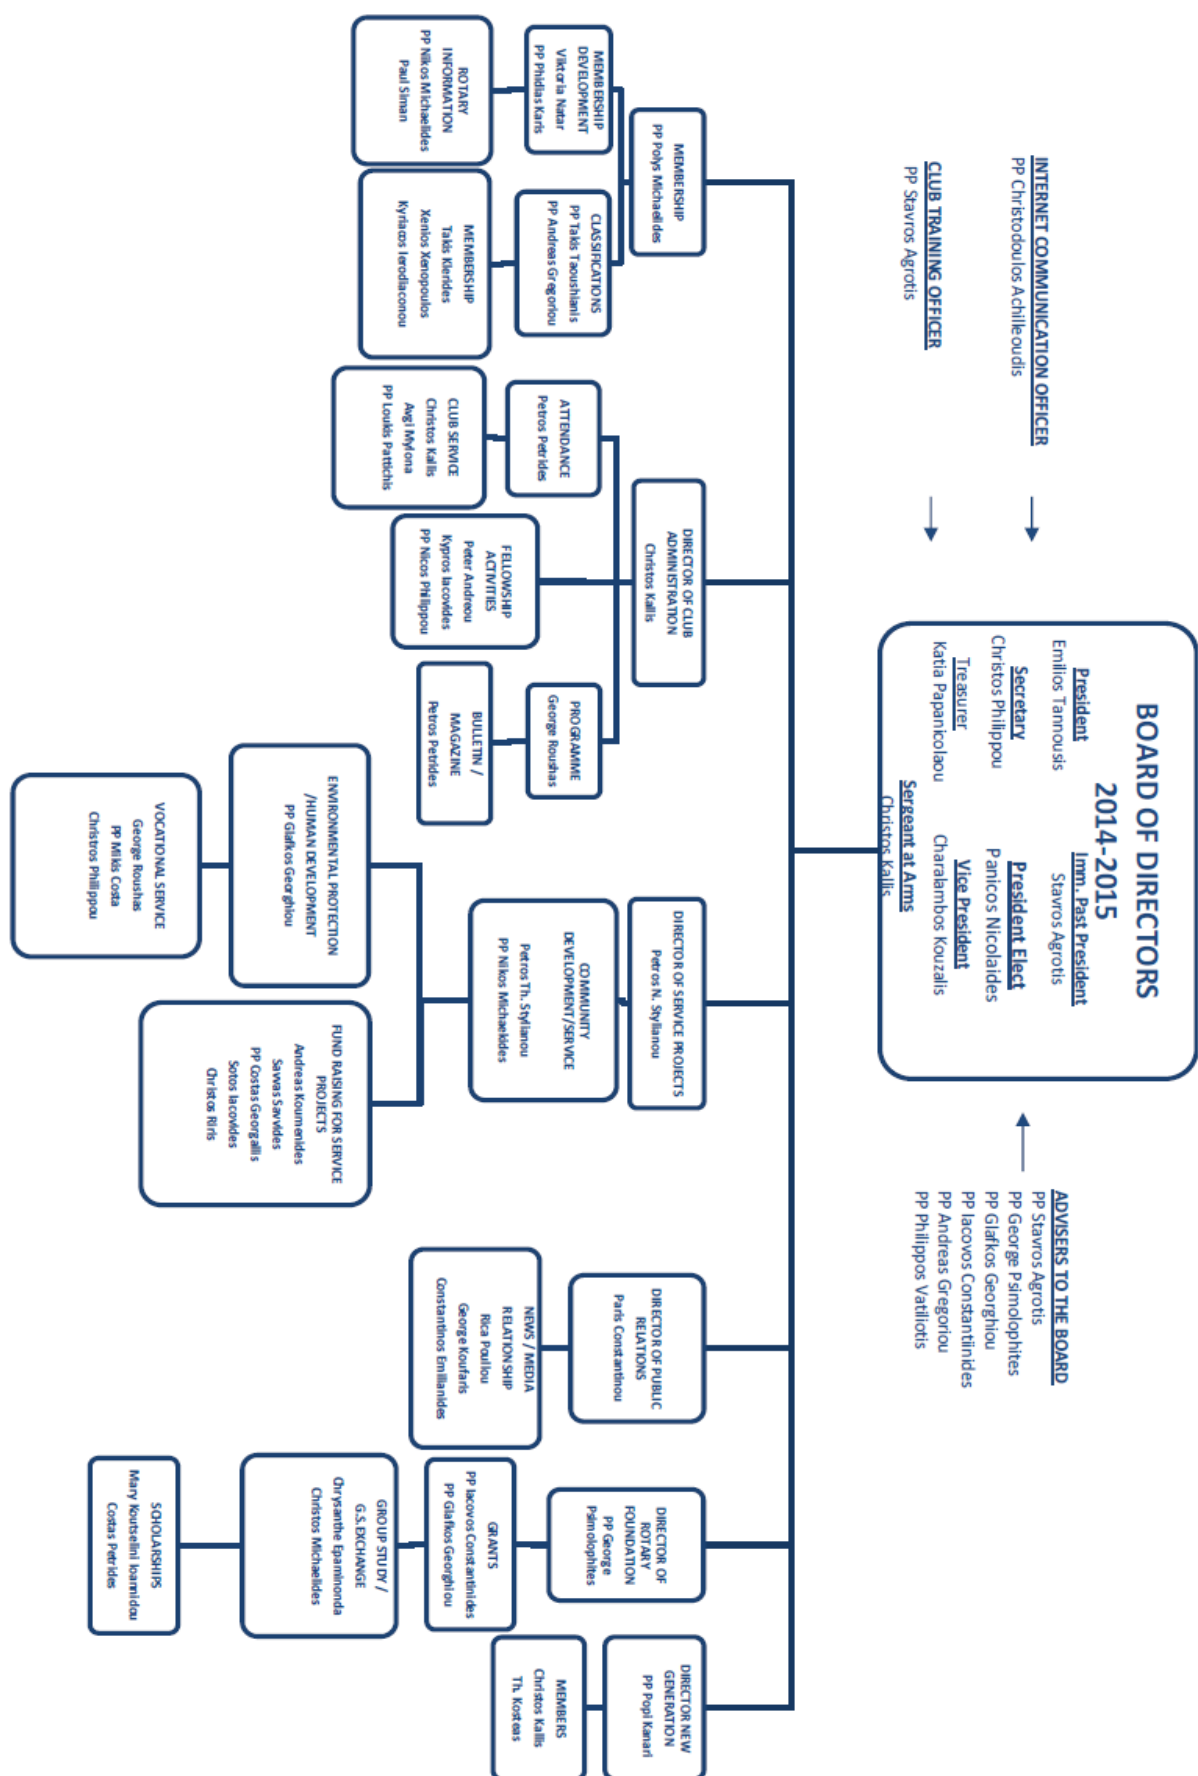 BOARD OF DIRECTORS
2014-2015
President
Emilios Tannousis
Imm. Past President
Stavros Agrotis
Secretary
Christos Philippou
President Elect
Panicos Nicolaides
Treasurer
Katia Papanicolaou
Vice President
Charalambos Kouzalis
Sergeant at Arms
Christos Kallis
INTERNET COMMUNICATION OFFICER
PP Christodoulos Achilleoudis
CLUB TRAINING OFFICER
PP Stavros Agrotis
ADVISERS TO THE BOARD
PP Stavros Agrotis
PP George Psimolophites
PP Glafkos Georghiou
PP Iacovos Constantiinides
PP Andreas Gregoriou
PP Philippos Vatiliotis
MEMBERSHIP
PP Polys Michaelides
MEMBERSHIP
DEVELOPMENT
Viktoria Natar
PP Phidias Karis
CLASSIFICATIONS
PP Takis Taoushianis
PP Andreas Gregoriou
ROTARY
INFORMATION
PP Nikos Michaelides
Paul Siman
MEMBERSHIP
Takis Klerides
Xenios Xenopoulos
Kyriacos Ierodiaconou
DIRECTOR OF CLUB
ADMINISTRATION
Christos Kallis
ATTENDANCE
Petros Petrides
CLUB SERVICE
Christos Kallis
Avgi Mylona
PP Loukis Pattichis
FELLOWSHIP
ACTIVITIES
Peter Andreou
Kypros Iacovides
PP Nicos Philippou
PROGRAMME
George Roushas
BULLETIN /
MAGAZINE
Petros Petrides
DIRECTOR OF SERVICE PROJECTS
Petros N. Stylianou
COMMUNITY
DEVELOPMENT/SERVICE
Petros Th. Stylianou
PP Nikos Michaekides
ENVIRONMENTAL PROTECTION
/HUMAN DEVELOPMENT
PP Glafkos Georghiou
VOCATIONAL SERVICE
George Roushas
PP Mikis Costa
Christros Philippou
FUND RAISING FOR SERVICE
PROJECTS
Andreas Koumenides
Savvas Savvides
PP Costas Georgallis
Sotos Iacovides
Christos Riris
DIRECTOR OF PUBLIC
RELATIONS
Paris Constantinou
NEWS / MEDIA
RELATIONSHIP
Rica Poullou
George Koufaris
Constantinos Emilianides
DIRECTOR OF
ROTARY
FOUNDATION
PP George
Psimolophites
GRANTS
PP Iacovos Constantinides
PP Glafkos Georghiou
GROUP STUDY /
G.S.EXCHANGE
Chrysanthe Epaminonda
Christos Michaelides
SCHOLARSHIPS
Mary Koutselini Ioannidou
Costas Petrides
DIRECTOR NEW
GENERATION
PP Popi Kanari
MEMBERS
Christos Kallis
Th. Kosteas